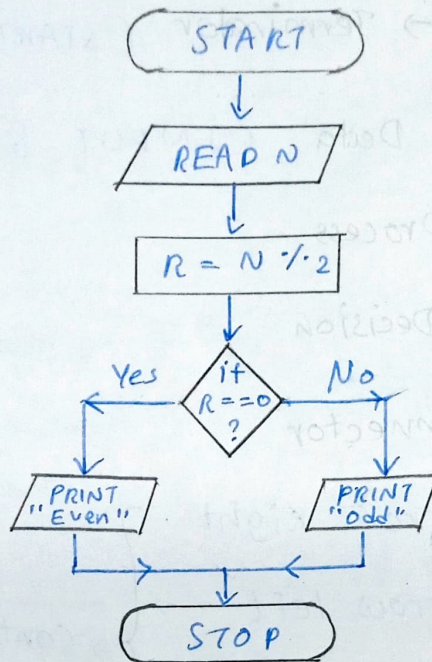 START
READ N
R = N % 2
if
R==0
?
Yes
No
PRINT
"Even"
PRINT
"Odd"
STOP